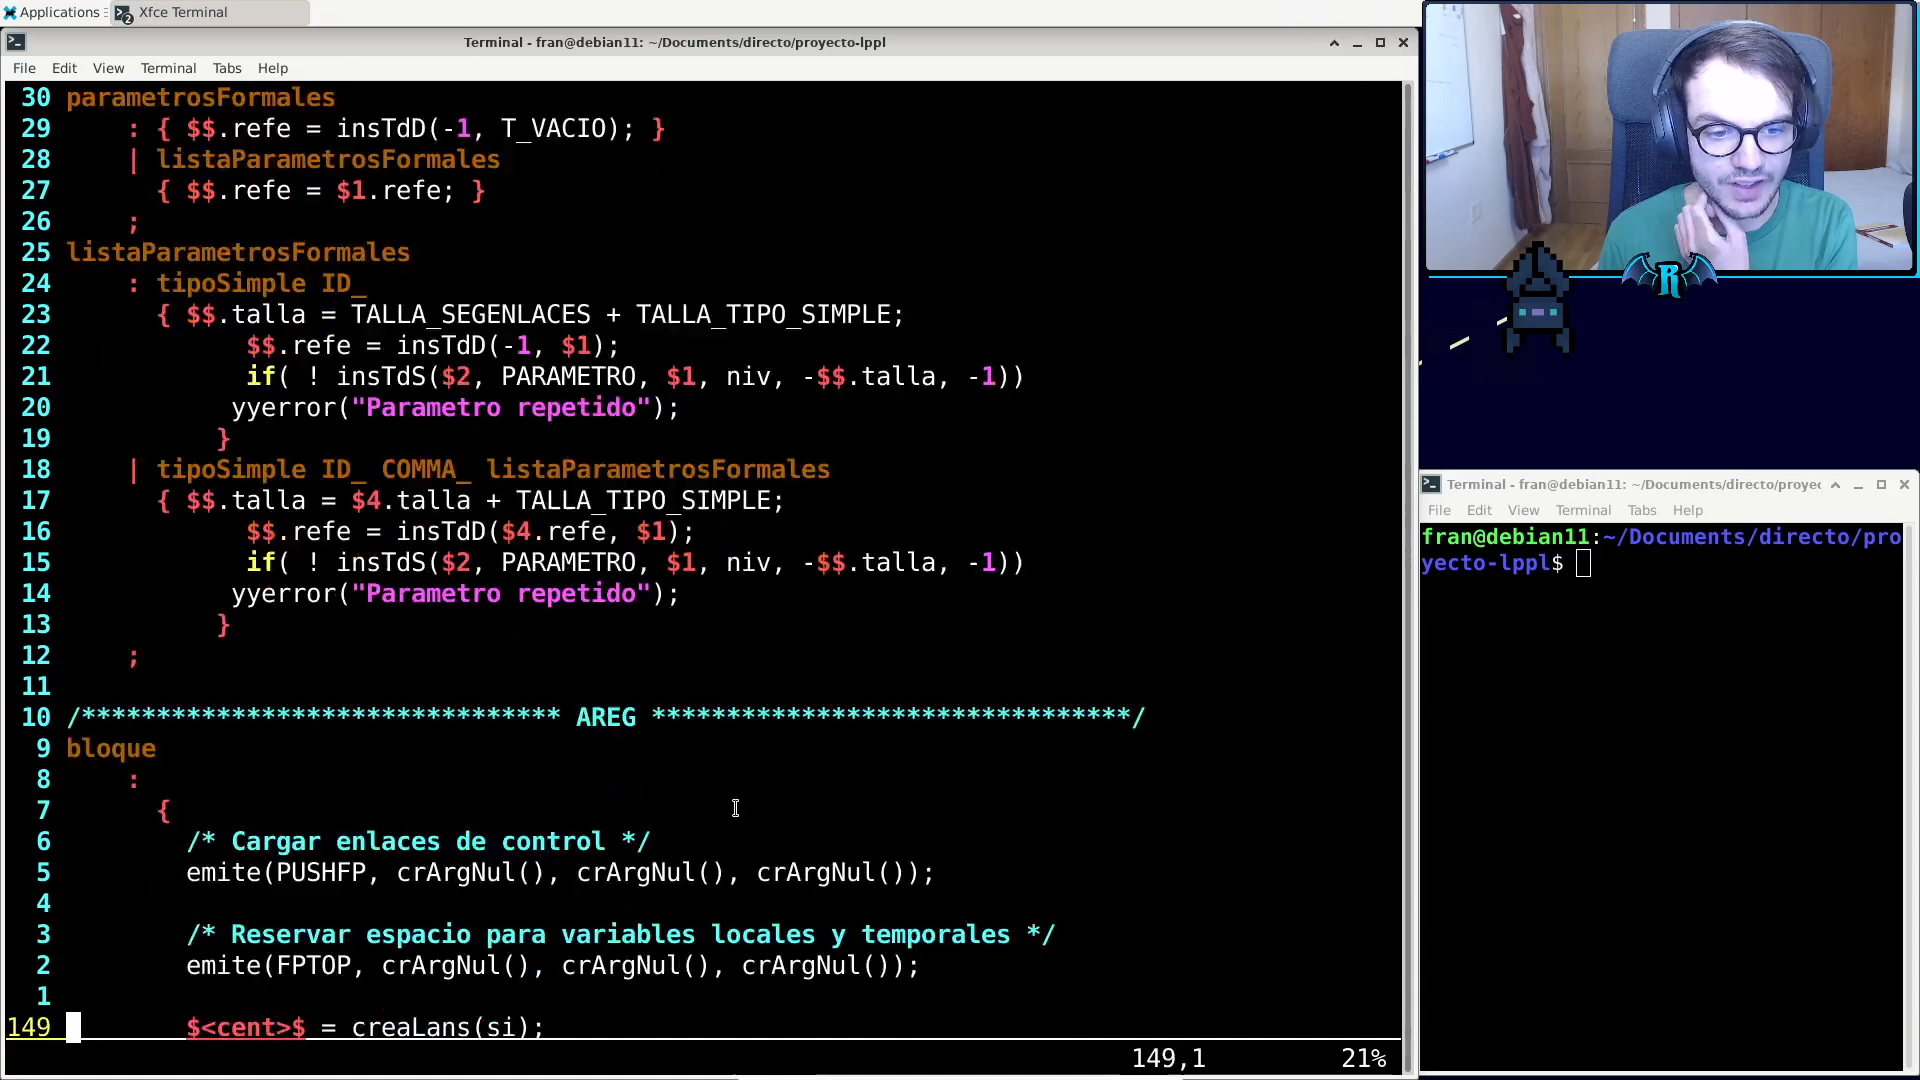 Applications
2
Xfce Terminal
Terminal - fran@debian11: ~/Documents/directo/proyecto-lppl
File Edit View Terminal Tabs Help
30 parametrosFormales
29 : { $$.refe = insTdD(-1, T_VACIO); }
28 | listaParametrosFormales
27 { $$.refe = $1.refe; }
26 ;
25 listaParametrosFormales
24 : tipoSimple ID_
23 { $$.talla = TALLA_SEGENLACES + TALLA_TIPO_SIMPLE;
22 $$.refe = insTdD(-1, $1);
21 if( ! insTdS($2, PARAMETRO, $1, niv, -$$.talla, -1))
20 yyerror("Parametro repetido");
19 }
18 | tipoSimple ID_ COMMA_ listaParametrosFormales
17 { $$.talla = $4.talla + TALLA_TIPO_SIMPLE;
16 $$.refe = insTdD($4.refe, $1);
15 if( ! insTdS($2, PARAMETRO, $1, niv, -$$.talla, -1))
14 yyerror("Parametro repetido");
13 }
12 ;
11
10 /******************************** AREG ********************************/
9 bloque
8 :
7 {
6 /* Cargar enlaces de control */
5 emite(PUSHFP, crArgNul(), crArgNul(), crArgNul());
4
3 /* Reservar espacio para variables locales y temporales */
2 emite(FPTOP, crArgNul(), crArgNul(), crArgNul());
1
149 $<cent>$ = creaLans(si);
149,1 21%
R
Terminal - fran@debian11: ~/Documents/directo/proyec
File Edit View Terminal Tabs Help
fran@debian11:~/Documents/directo/pro
yecto-lppl$